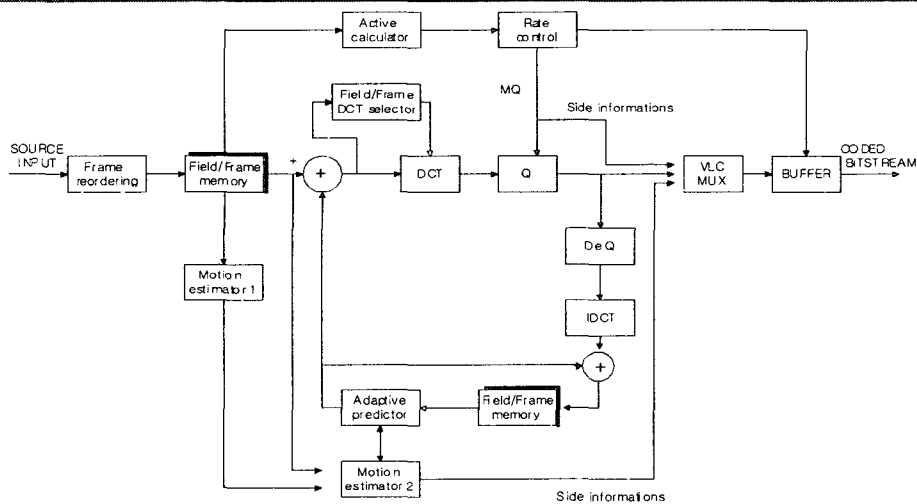 Active
calculator
Rate
control
MQ
Side informations
Field/Frame
DCT selector
SOURCE
INPUT
Frame
reordering
Field/Frame
memory
+
+
DCT
Q
VLC
MUX
BUFFER
CODED
BITSTREAM
DeQ
Motion
estimator 1
IDCT
+
Adaptive
predictor
Field/Frame
memory
Motion
estimator 2
Side informations